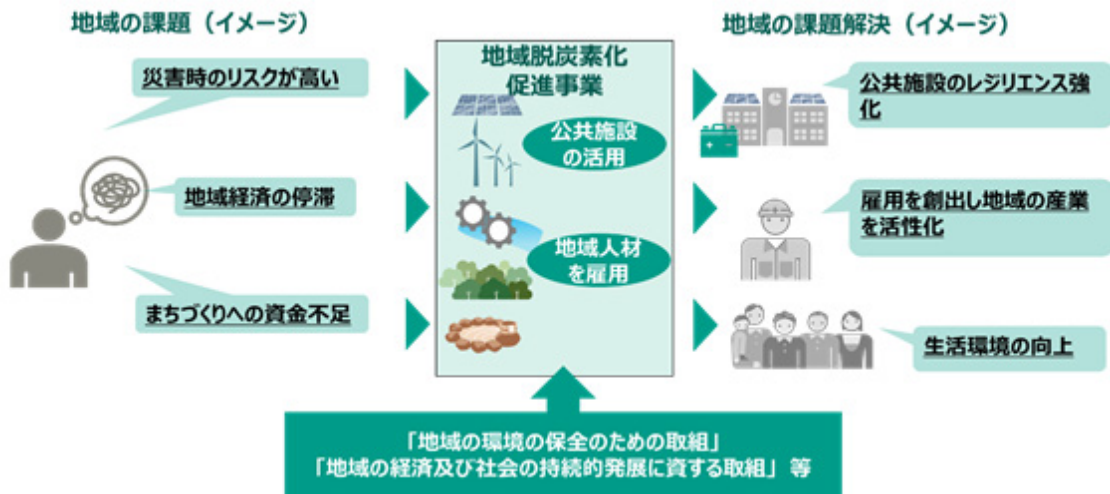 地域の課題（イメージ）
災害時のリスクが高い
地域経済の停滞
まちづくりへの資金不足
地域脱炭素化
促進事業
公共施設
の活用
地域人材
を雇用
地域の課題解決（イメージ）
公共施設のレジリエンス強
化
雇用を創出し地域の産業
を活性化
生活環境の向上
「地域の環境の保全のための取組」
「地域の経済及び社会の持続的発展に資する取組」等